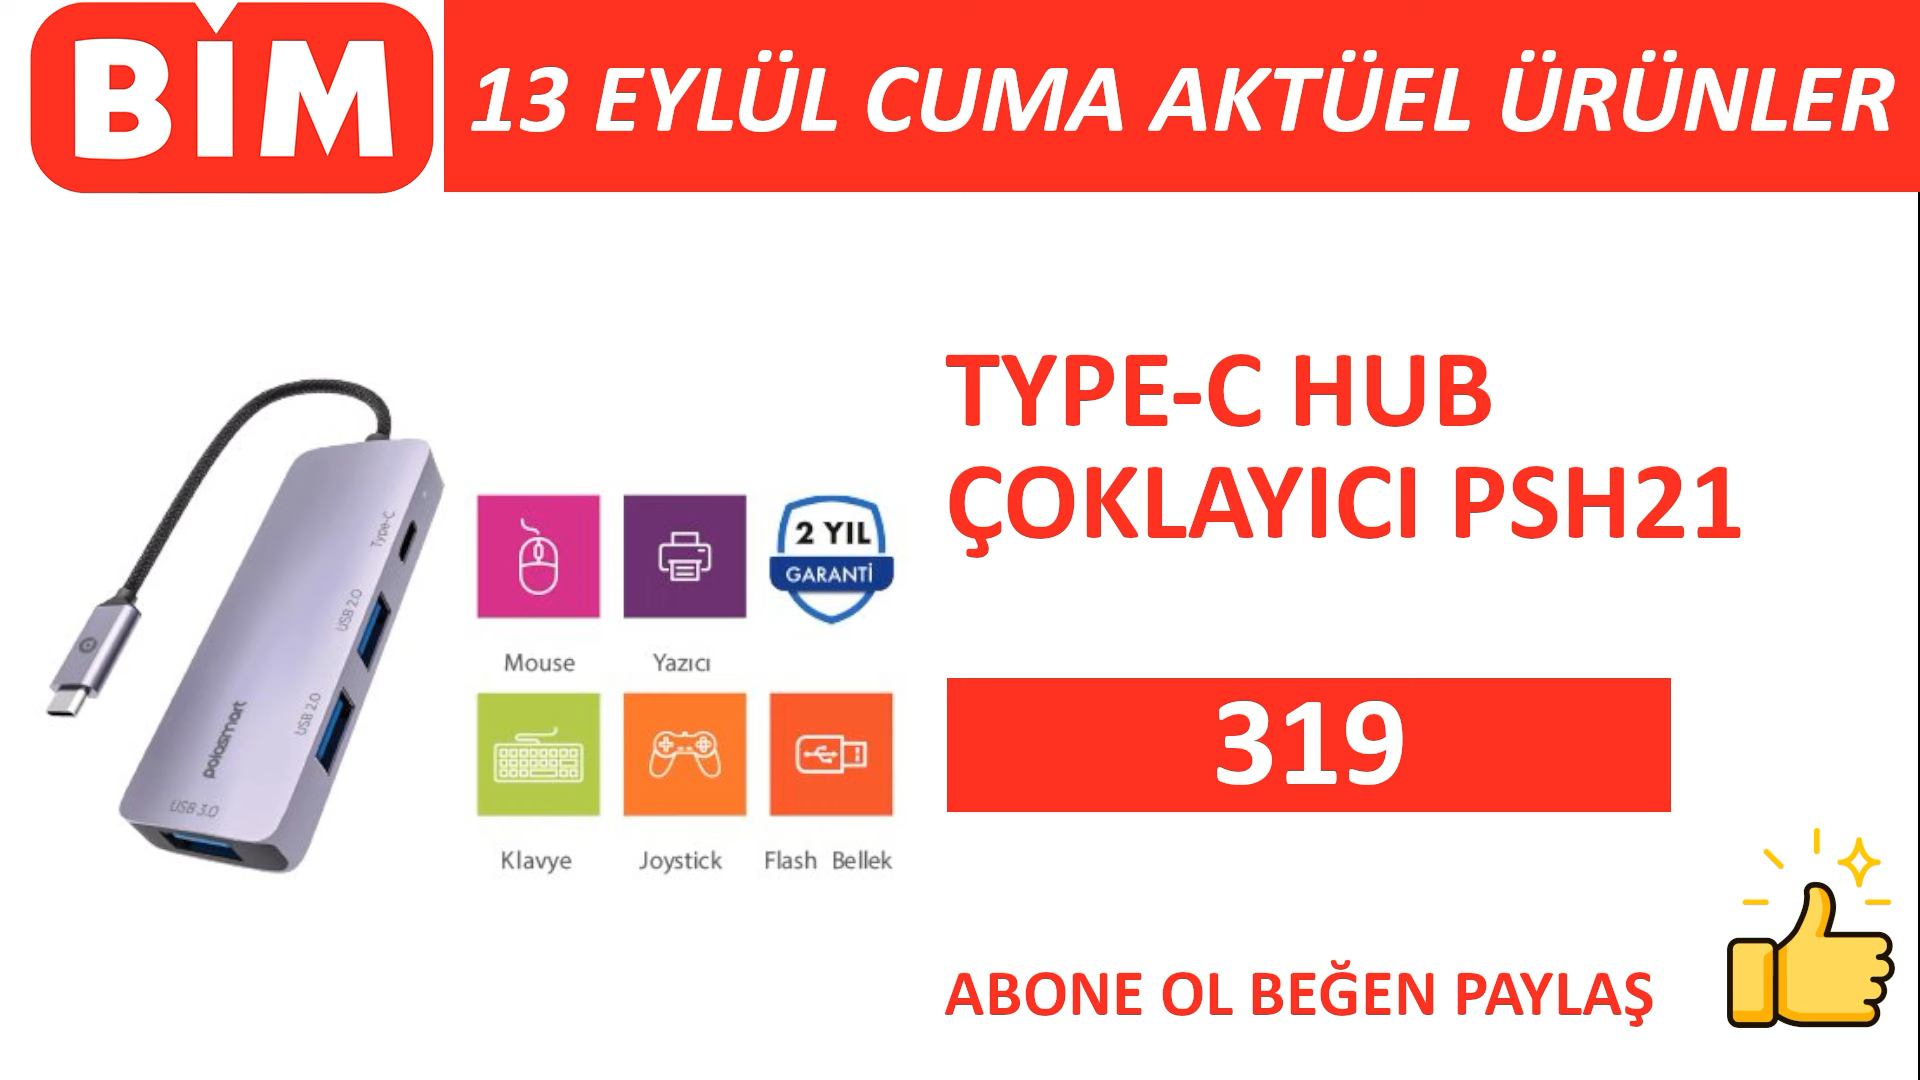 BİM
13 EYLÜL CUMA AKTÜEL ÜRÜNLER
TYPE-C HUB
ÇOKLAYICI PSH21
Type-C
USB 2.0
USB 2.0
polosmart
USB 3.0
2 YIL
GARANTİ
Mouse
Yazıcı
Klavye
Joystick
Flash Bellek
319
ABONE OL BEĞEN PAYLAŞ